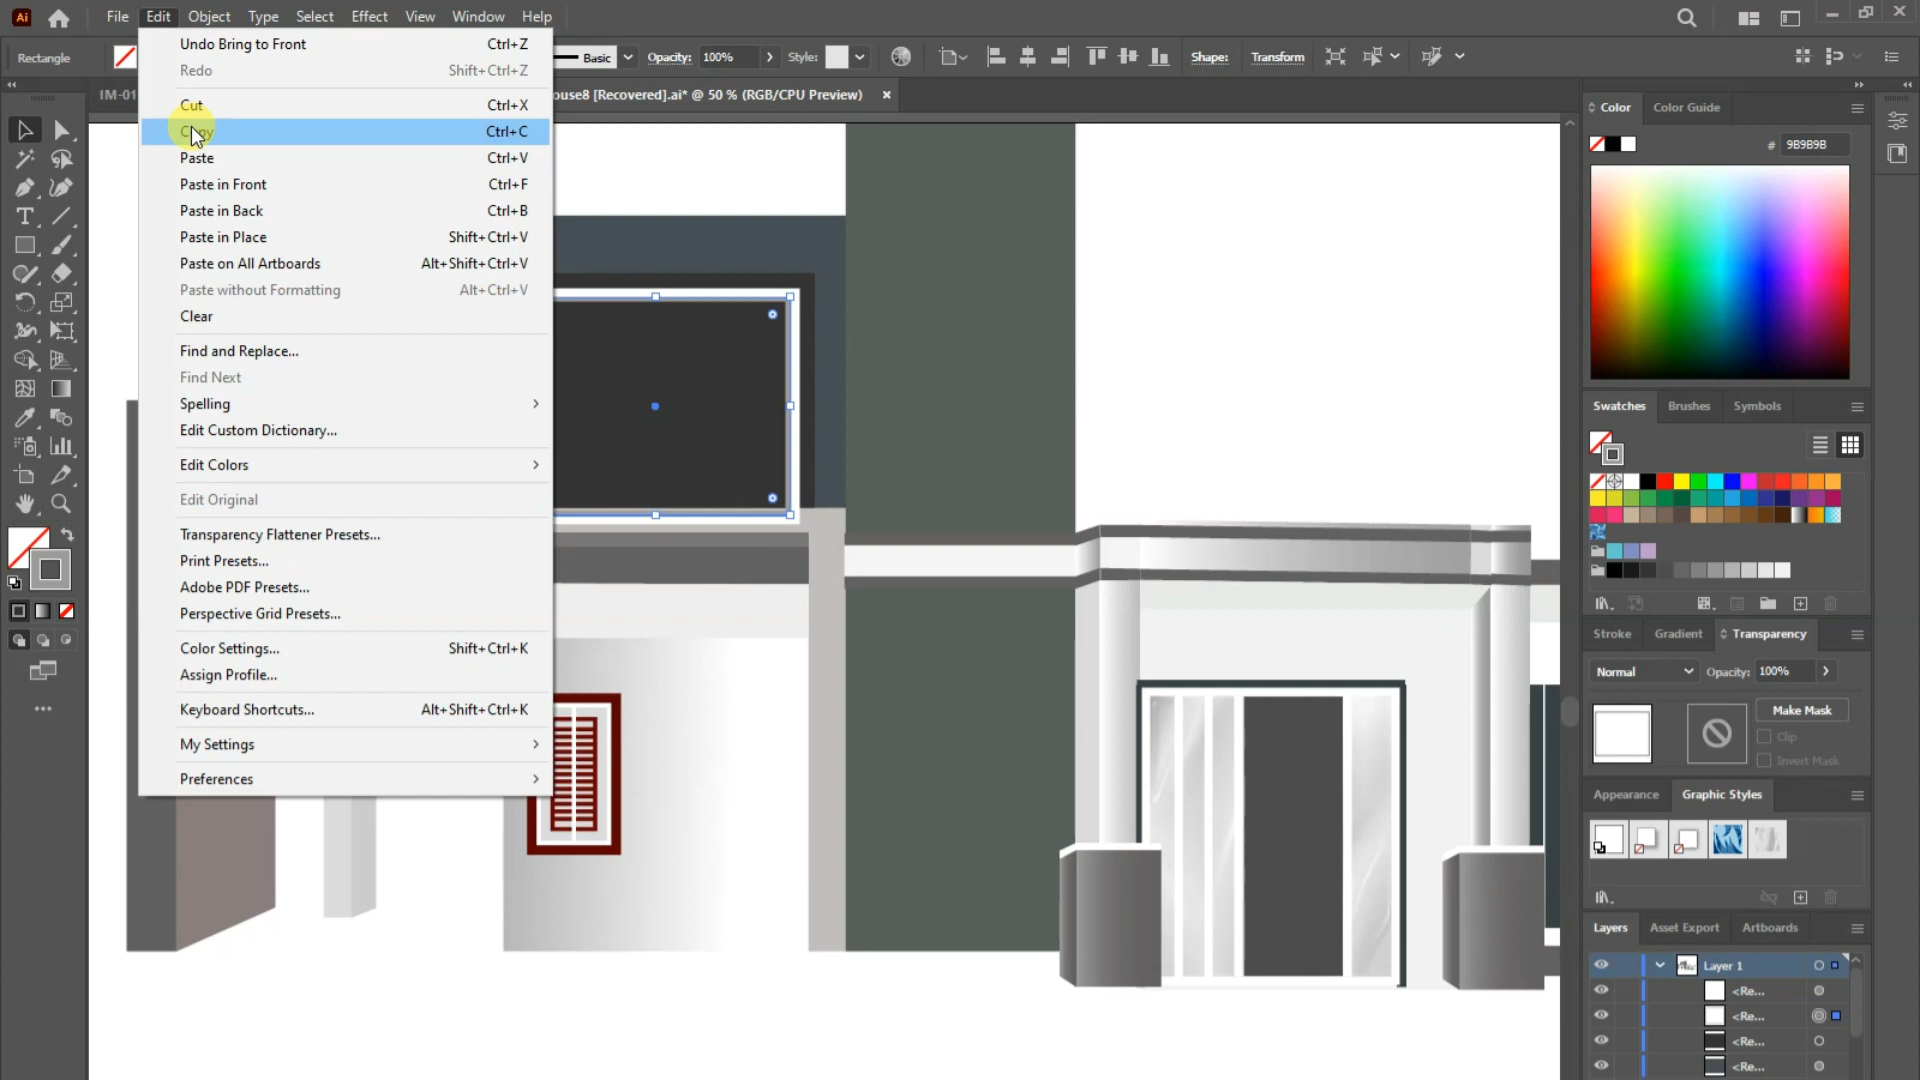 Ai File Edit Object Type Select Effect View Window Help
Rectangle Basic Opacity: 100% Style: Shape: Transform
IM-01 ouse8 [Recovered].ai* @ 50 % (RGB/CPU Preview) ×
Undo Bring to Front Ctrl+Z
Redo Shift+Ctrl+Z
Cut Ctrl+X
Copy Ctrl+C
Paste Ctrl+V
Paste in Front Ctrl+F
Paste in Back Ctrl+B
Paste in Place Shift+Ctrl+V
Paste on All Artboards Alt+Shift+Ctrl+V
Paste without Formatting Alt+Ctrl+V
Clear
Find and Replace...
Find Next
Spelling
Edit Custom Dictionary...
Edit Colors
Edit Original
Transparency Flattener Presets...
Print Presets...
Adobe PDF Presets...
Perspective Grid Presets...
Color Settings... Shift+Ctrl+K
Assign Profile...
Keyboard Shortcuts... Alt+Shift+Ctrl+K
My Settings
Preferences
Color Color Guide
# 9B9B9B
Swatches Brushes Symbols
Stroke Gradient Transparency
Normal Opacity: 100%
Make Mask
Clip
Invert Mask
Appearance Graphic Styles
Layers Asset Export Artboards
Layer 1
<Re...
<Re...
<Re...
<Re...